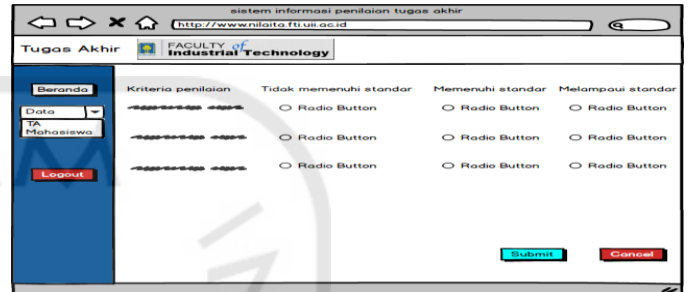 sistem informasi penilaian tugas akhir
http://www.nilaita.fti.uii.ac.id
Tugas Akhir
FACULTY of
Industrial Technology
Beranda
Kriteria penilaian Tidak memenuhi standar Memenuhi standar Melampaui standar
Data
TA
Mahasiswa
Radio Button Radio Button Radio Button
Radio Button Radio Button Radio Button
Radio Button Radio Button Radio Button
Logout
Submit Cancel